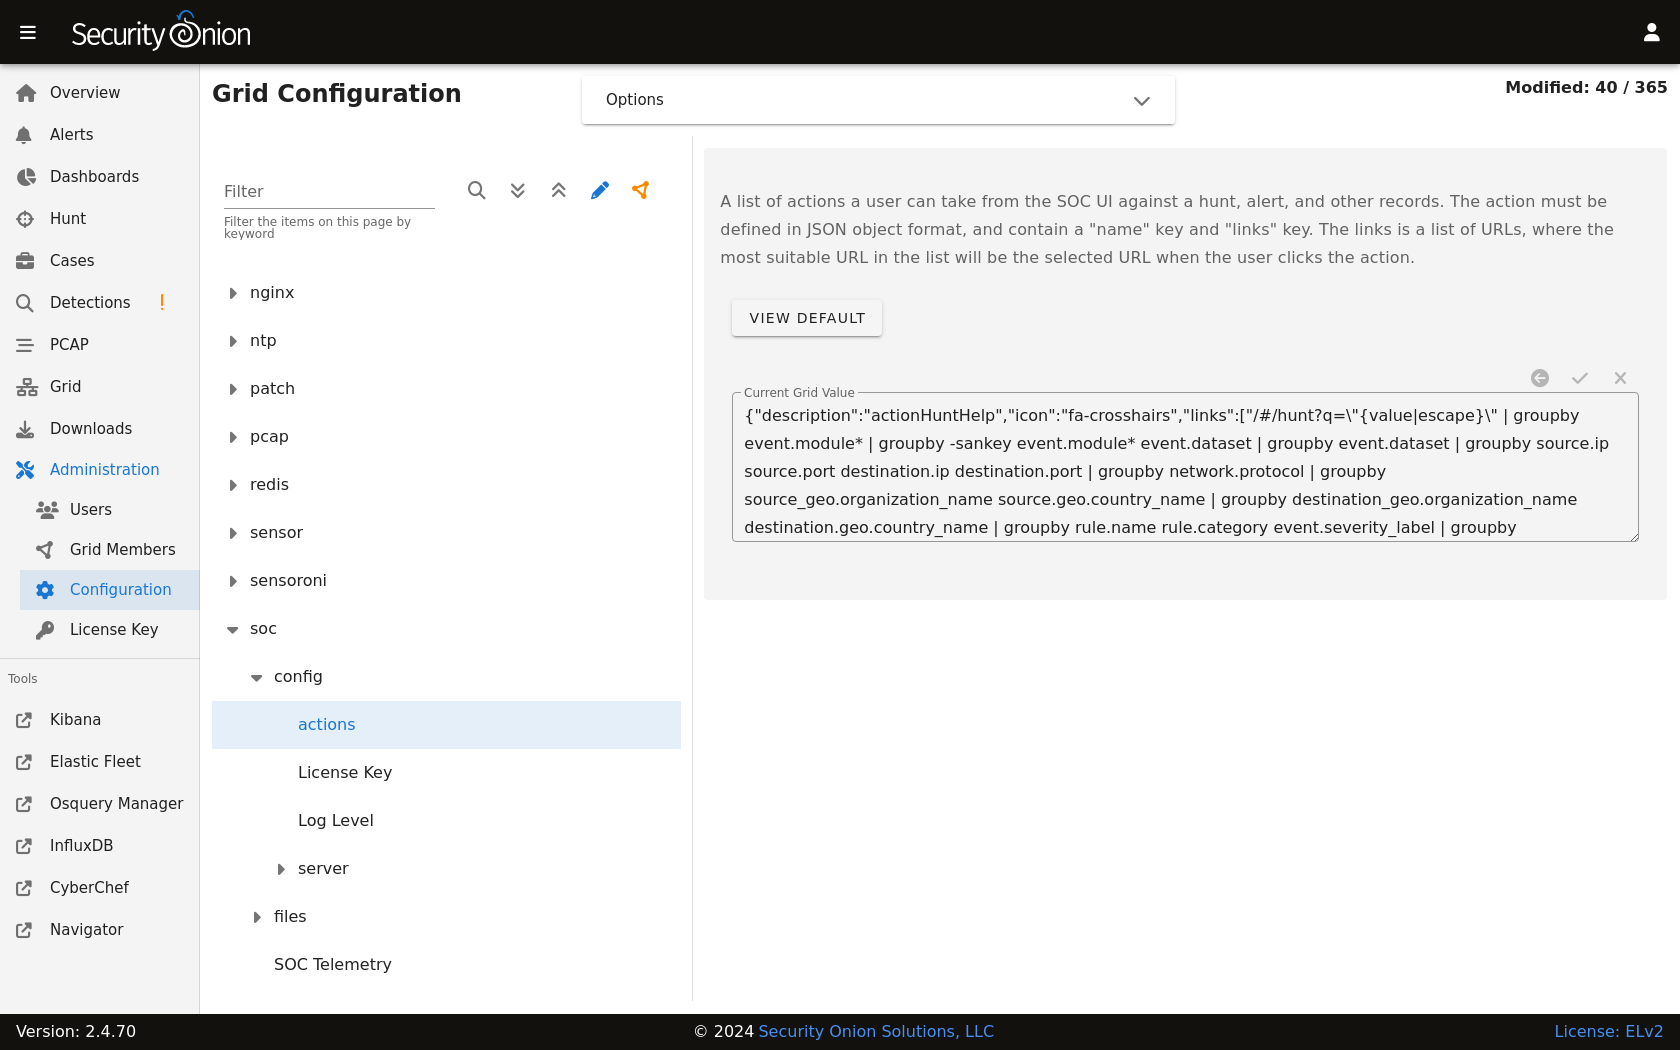 Security Onion
Overview
Alerts
Dashboards
Hunt
Cases
Detections !
PCAP
Grid
Downloads
Administration
Users
Grid Members
Configuration
License Key
Tools
Kibana
Elastic Fleet
Osquery Manager
InfluxDB
CyberChef
Navigator
Grid Configuration
Options
Modified: 40 / 365
Filter
Filter the items on this page by
keyword
nginx
ntp
patch
pcap
redis
sensor
sensoroni
soc
config
actions
License Key
Log Level
server
files
SOC Telemetry
A list of actions a user can take from the SOC UI against a hunt, alert, and other records. The action must be
defined in JSON object format, and contain a "name" key and "links" key. The links is a list of URLs, where the
most suitable URL in the list will be the selected URL when the user clicks the action.
VIEW DEFAULT
Current Grid Value
{"description":"actionHuntHelp","icon":"fa-crosshairs","links":["/#/hunt?q=\"{value|escape}\" | groupby
event.module* | groupby -sankey event.module* event.dataset | groupby event.dataset | groupby source.ip
source.port destination.ip destination.port | groupby network.protocol | groupby
source_geo.organization_name source.geo.country_name | groupby destination_geo.organization_name
destination.geo.country_name | groupby rule.name rule.category event.severity_label | groupby
Version: 2.4.70
© 2024 Security Onion Solutions, LLC
License: ELv2